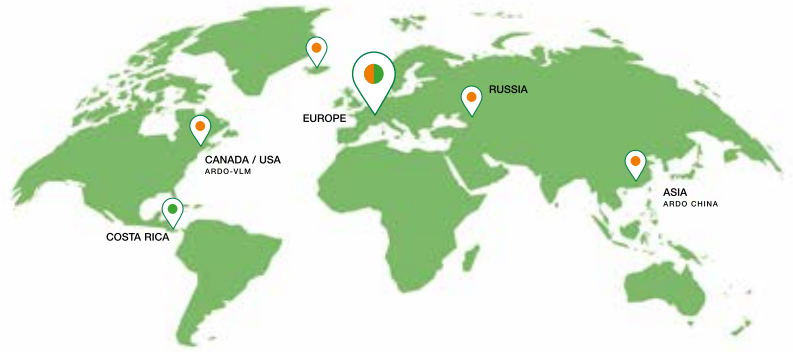 RUSSIA
EUROPE
CANADA / USA
ARDO-VLM
ASIA
ARDO CHINA
COSTA RICA